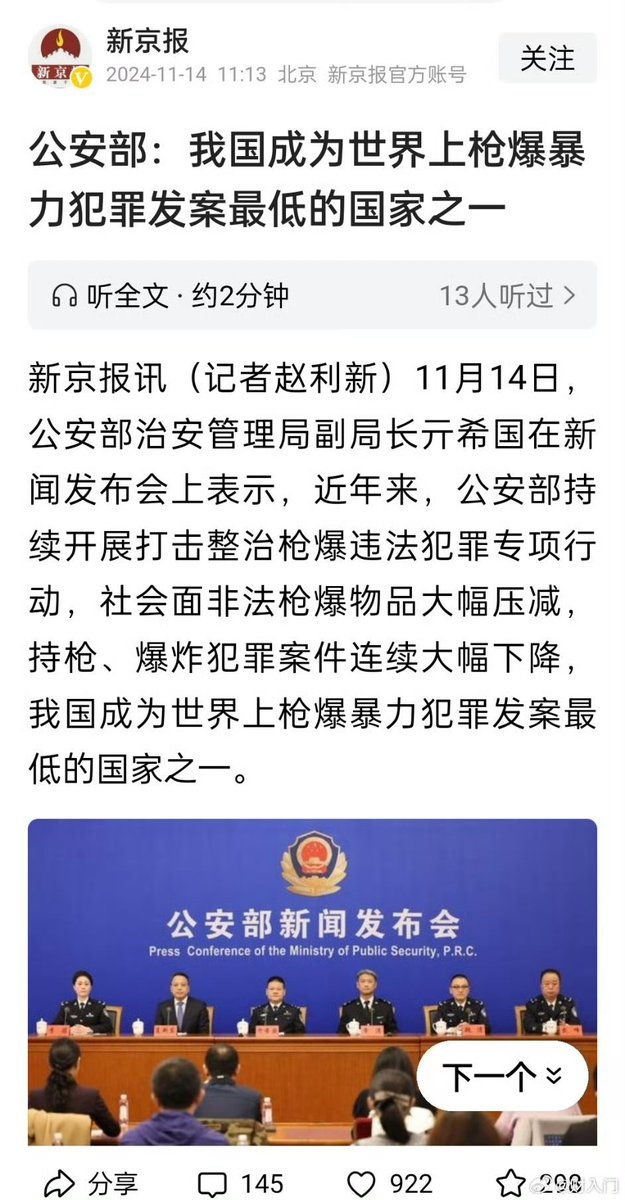 新京报
新京
2024-11-14 11:13 北京 新京报官方账号
关注
公安部：我国成为世界上枪爆暴
力犯罪发案最低的国家之一
听全文·约2分钟
13人听过
新京报讯（记者赵利新）11月14日，
公安部治安管理局副局长亓希国在新
闻发布会上表示，近年来，公安部持
续开展打击整治枪爆违法犯罪专项行
动，社会面非法枪爆物品大幅压减，
持枪、爆炸犯罪案件连续大幅下降，
我国成为世界上枪爆暴力犯罪发案最
低的国家之一。
公安部新闻发布会
Press Conference of the Ministry of Public Security, P.R.C.
下一个
分享
145
922